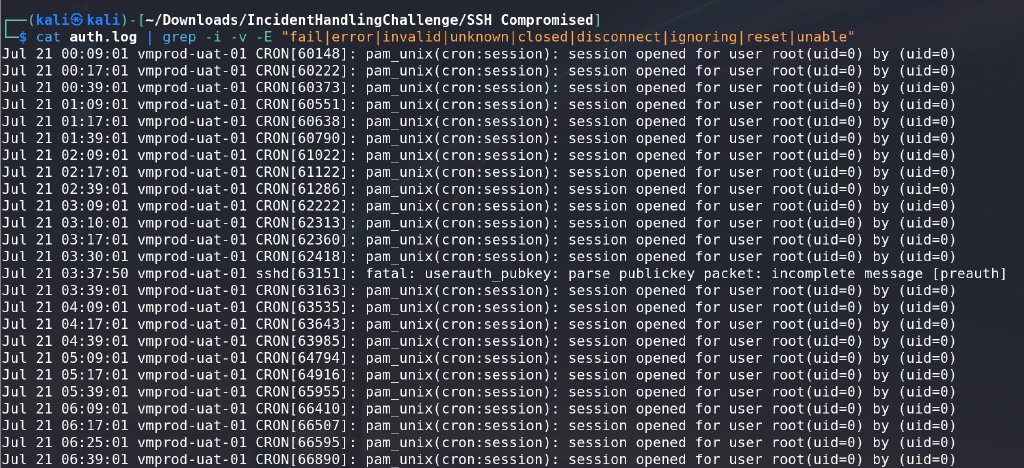 ┌──(kali㉿kali)-[~/Downloads/IncidentHandlingChallenge/SSH Compromised]
└─$ cat auth.log | grep -i -v -E "fail|error|invalid|unknown|closed|disconnect|ignoring|reset|unable"
Jul 21 00:09:01 vmprod-uat-01 CRON[60148]: pam_unix(cron:session): session opened for user root(uid=0) by (uid=0)
Jul 21 00:17:01 vmprod-uat-01 CRON[60222]: pam_unix(cron:session): session opened for user root(uid=0) by (uid=0)
Jul 21 00:39:01 vmprod-uat-01 CRON[60373]: pam_unix(cron:session): session opened for user root(uid=0) by (uid=0)
Jul 21 01:09:01 vmprod-uat-01 CRON[60551]: pam_unix(cron:session): session opened for user root(uid=0) by (uid=0)
Jul 21 01:17:01 vmprod-uat-01 CRON[60638]: pam_unix(cron:session): session opened for user root(uid=0) by (uid=0)
Jul 21 01:39:01 vmprod-uat-01 CRON[60790]: pam_unix(cron:session): session opened for user root(uid=0) by (uid=0)
Jul 21 02:09:01 vmprod-uat-01 CRON[61022]: pam_unix(cron:session): session opened for user root(uid=0) by (uid=0)
Jul 21 02:17:01 vmprod-uat-01 CRON[61122]: pam_unix(cron:session): session opened for user root(uid=0) by (uid=0)
Jul 21 02:39:01 vmprod-uat-01 CRON[61286]: pam_unix(cron:session): session opened for user root(uid=0) by (uid=0)
Jul 21 03:09:01 vmprod-uat-01 CRON[62222]: pam_unix(cron:session): session opened for user root(uid=0) by (uid=0)
Jul 21 03:10:01 vmprod-uat-01 CRON[62313]: pam_unix(cron:session): session opened for user root(uid=0) by (uid=0)
Jul 21 03:17:01 vmprod-uat-01 CRON[62360]: pam_unix(cron:session): session opened for user root(uid=0) by (uid=0)
Jul 21 03:30:01 vmprod-uat-01 CRON[62418]: pam_unix(cron:session): session opened for user root(uid=0) by (uid=0)
Jul 21 03:37:50 vmprod-uat-01 sshd[63151]: fatal: userauth_pubkey: parse publickey packet: incomplete message [preauth]
Jul 21 03:39:01 vmprod-uat-01 CRON[63163]: pam_unix(cron:session): session opened for user root(uid=0) by (uid=0)
Jul 21 04:09:01 vmprod-uat-01 CRON[63535]: pam_unix(cron:session): session opened for user root(uid=0) by (uid=0)
Jul 21 04:17:01 vmprod-uat-01 CRON[63643]: pam_unix(cron:session): session opened for user root(uid=0) by (uid=0)
Jul 21 04:39:01 vmprod-uat-01 CRON[63985]: pam_unix(cron:session): session opened for user root(uid=0) by (uid=0)
Jul 21 05:09:01 vmprod-uat-01 CRON[64794]: pam_unix(cron:session): session opened for user root(uid=0) by (uid=0)
Jul 21 05:17:01 vmprod-uat-01 CRON[64916]: pam_unix(cron:session): session opened for user root(uid=0) by (uid=0)
Jul 21 05:39:01 vmprod-uat-01 CRON[65955]: pam_unix(cron:session): session opened for user root(uid=0) by (uid=0)
Jul 21 06:09:01 vmprod-uat-01 CRON[66410]: pam_unix(cron:session): session opened for user root(uid=0) by (uid=0)
Jul 21 06:17:01 vmprod-uat-01 CRON[66507]: pam_unix(cron:session): session opened for user root(uid=0) by (uid=0)
Jul 21 06:25:01 vmprod-uat-01 CRON[66595]: pam_unix(cron:session): session opened for user root(uid=0) by (uid=0)
Jul 21 06:39:01 vmprod-uat-01 CRON[66890]: pam_unix(cron:session): session opened for user root(uid=0) by (uid=0)